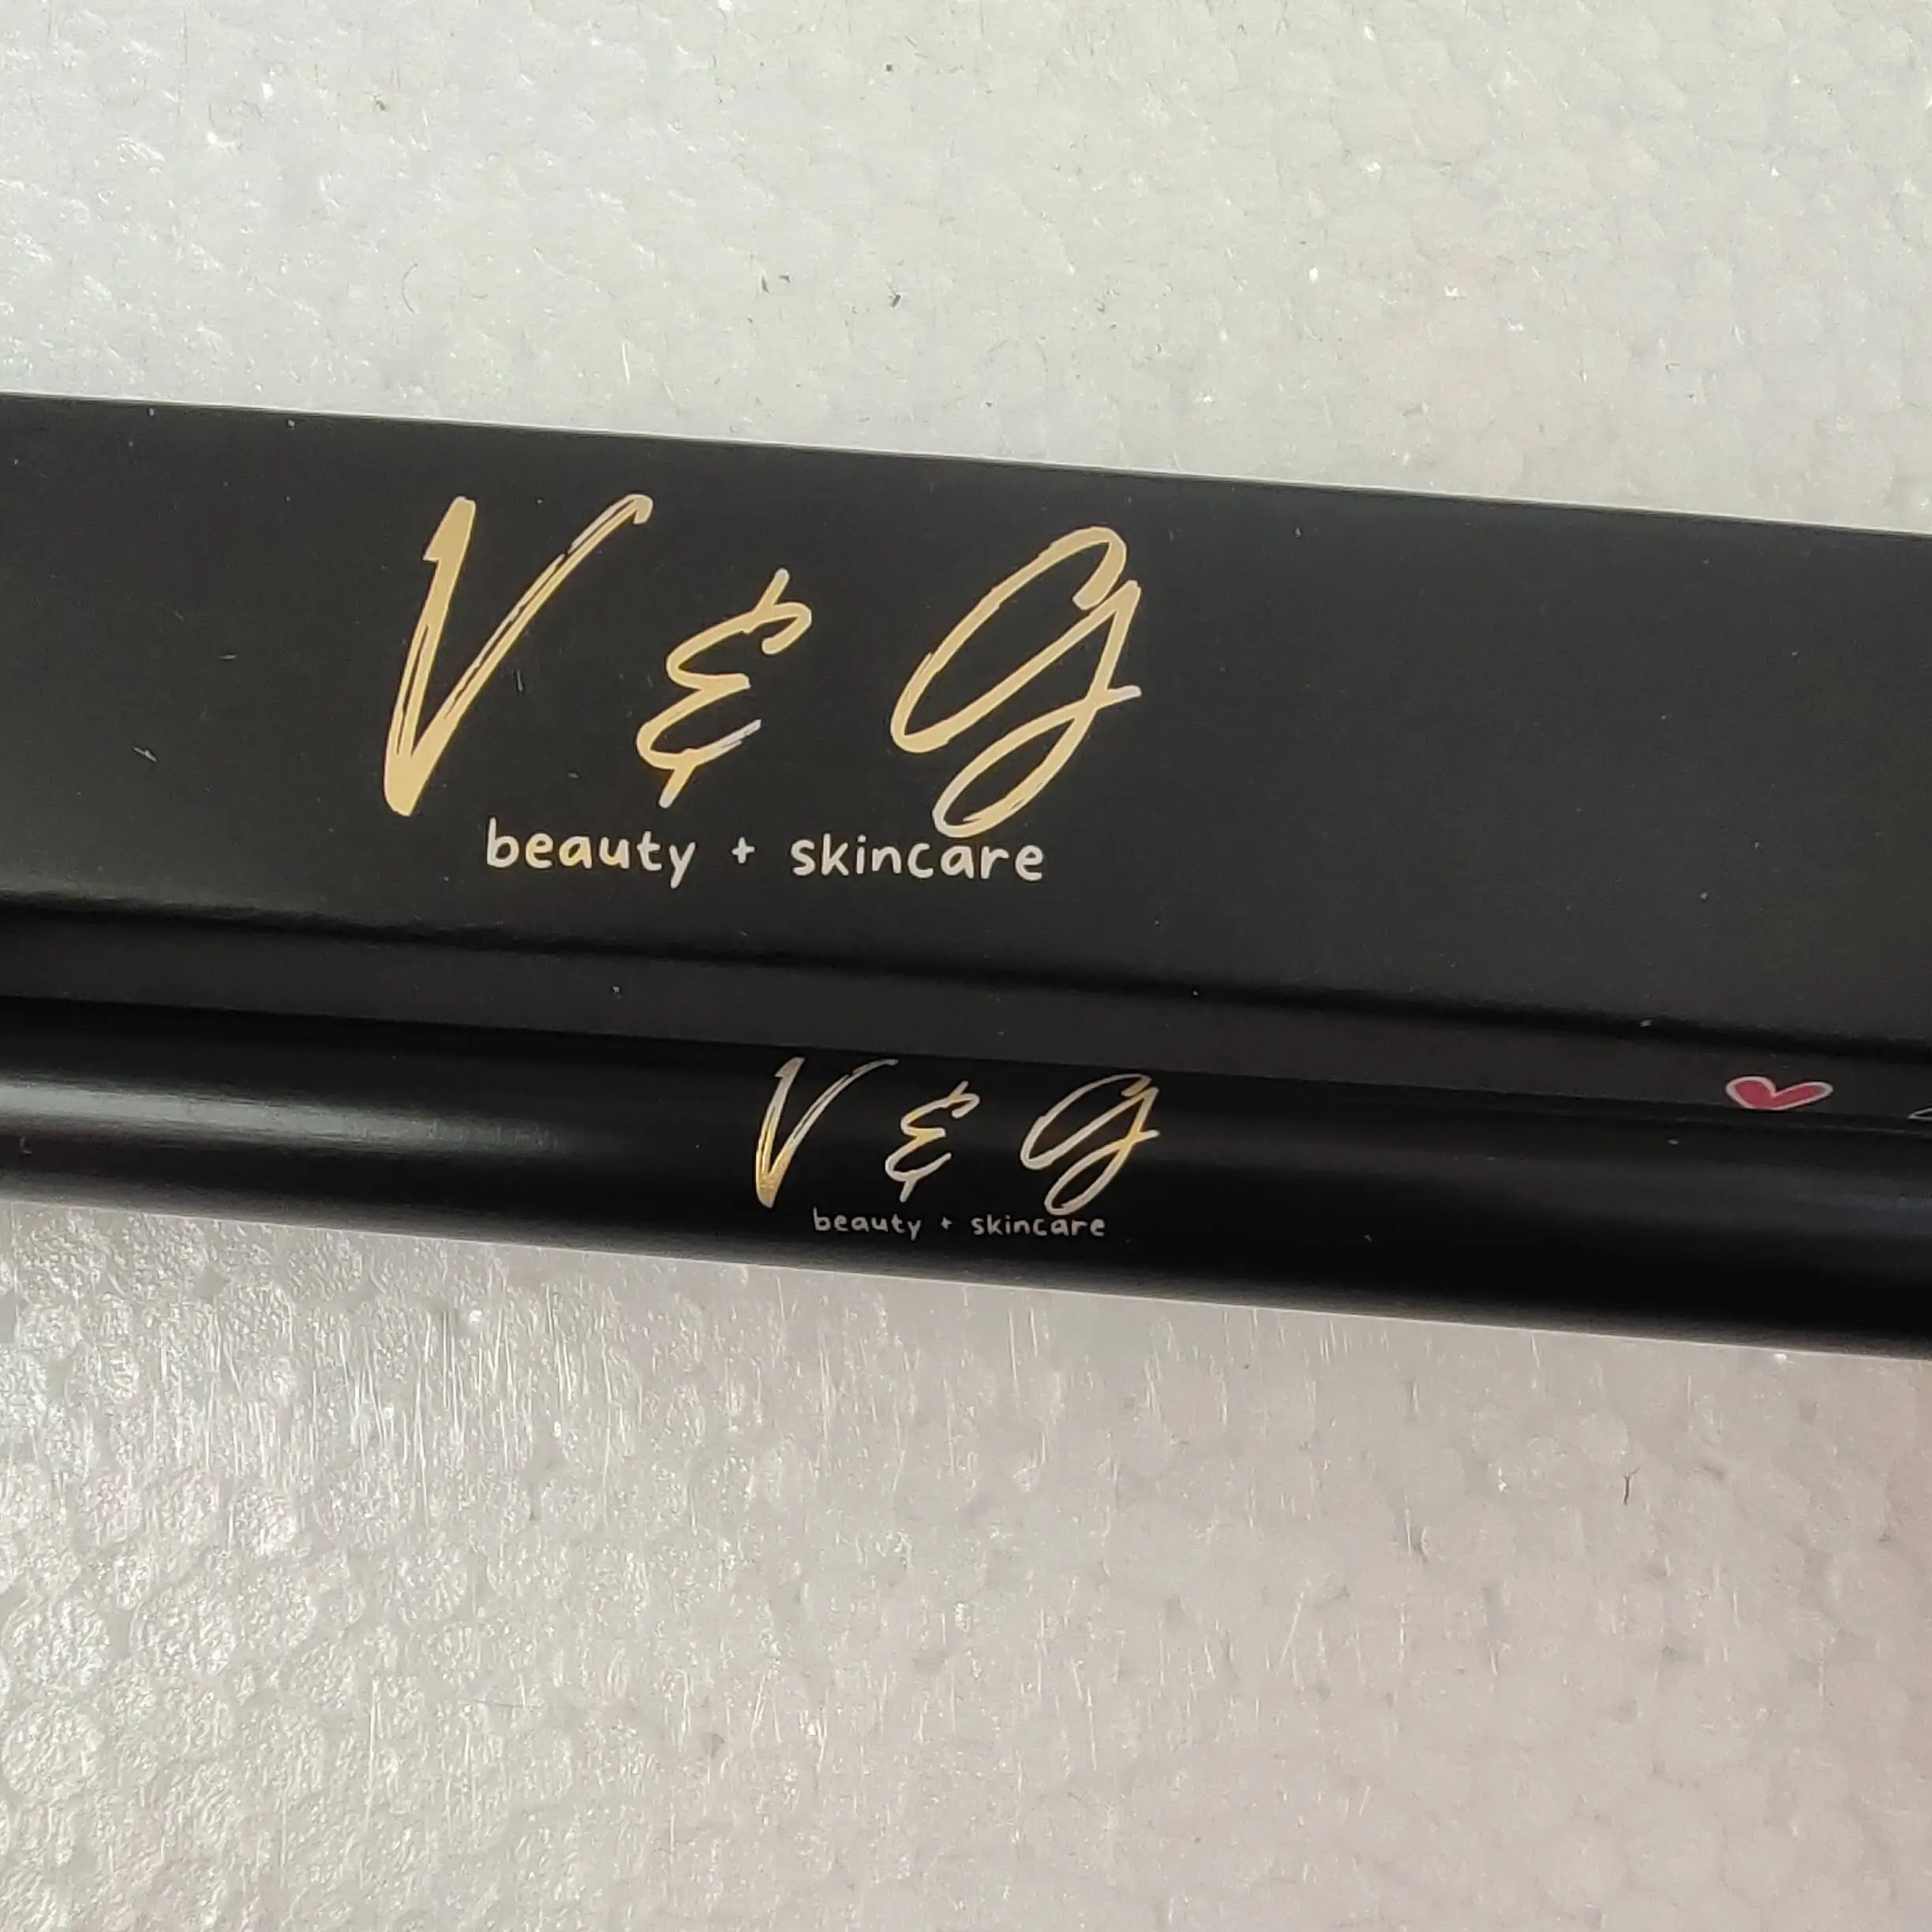 V & G
beauty + skincare
V & G
beauty + skincare